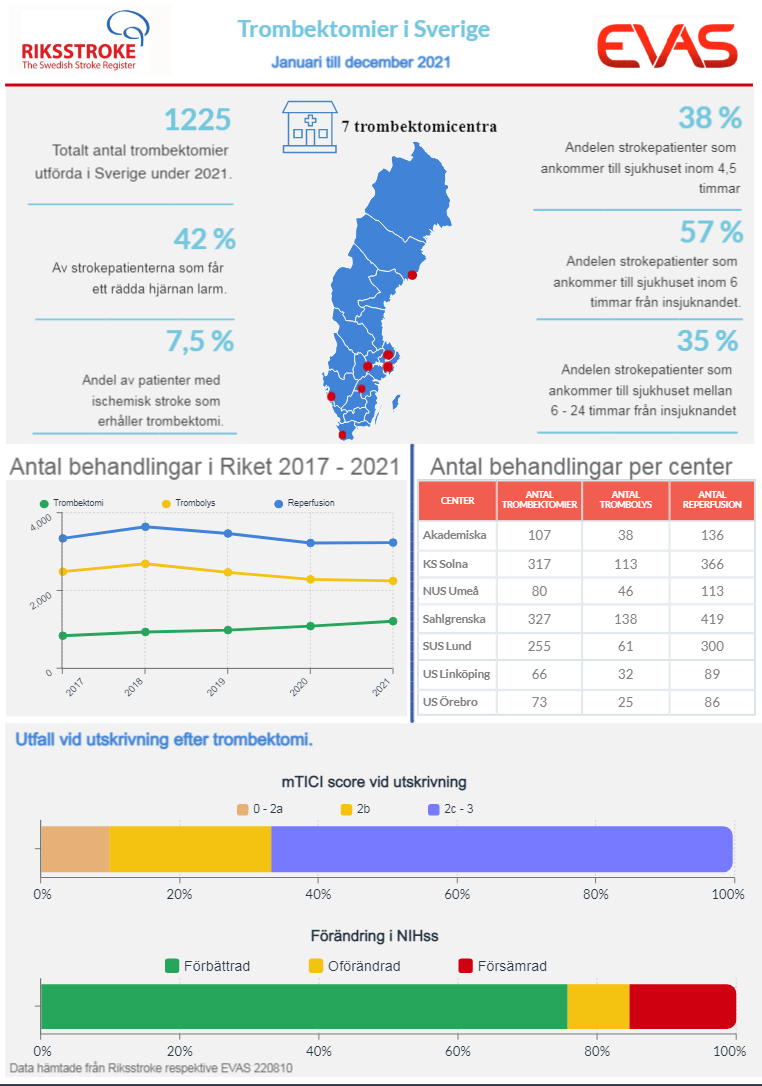 RIKSSTROKE
The Swedish Stroke Register
Trombektomier i Sverige
Januari till december 2021
EVAS
1225
Totalt antal trombektomier
utförda i Sverige under 2021.
42 %
Av strokepatienterna som får
ett rädda hjärnan larm.
7,5 %
Andel av patienter med
ischemisk stroke som
erhåller trombektomi.
7 trombektomicentra
38 %
Andelen strokepatienter som
ankommer till sjukhuset inom 4,5
timmar
57 %
Andelen strokepatienter som
ankommer till sjukhuset inom 6
timmar från insjuknandet.
35 %
Andelen strokepatienter som
ankommer till sjukhuset mellan
6 - 24 timmar från insjuknandet
Antal behandlingar i Riket 2017 - 2021
Trombektomi Trombolys Reperfusion
4,000
2,000
0
2017 2018 2019 2020 2021
Antal behandlingar per center
CENTER ANTAL TROMBEKTOMIER ANTAL TROMBOLYS ANTAL REPERFUSION
Akademiska 107 38 136
KS Solna 317 113 366
NUS Umeå 80 46 113
Sahlgrenska 327 138 419
SUS Lund 255 61 300
US Linköping 66 32 89
US Örebro 73 25 86
Utfall vid utskrivning efter trombektomi.
mTICI score vid utskrivning
0 - 2a 2b 2c - 3
0% 20% 40% 60% 80% 100%
Förändring i NIHss
Förbättrad Oförändrad Försämrad
0% 20% 40% 60% 80% 100%
Data hämtade från Riksstroke respektive EVAS 220810